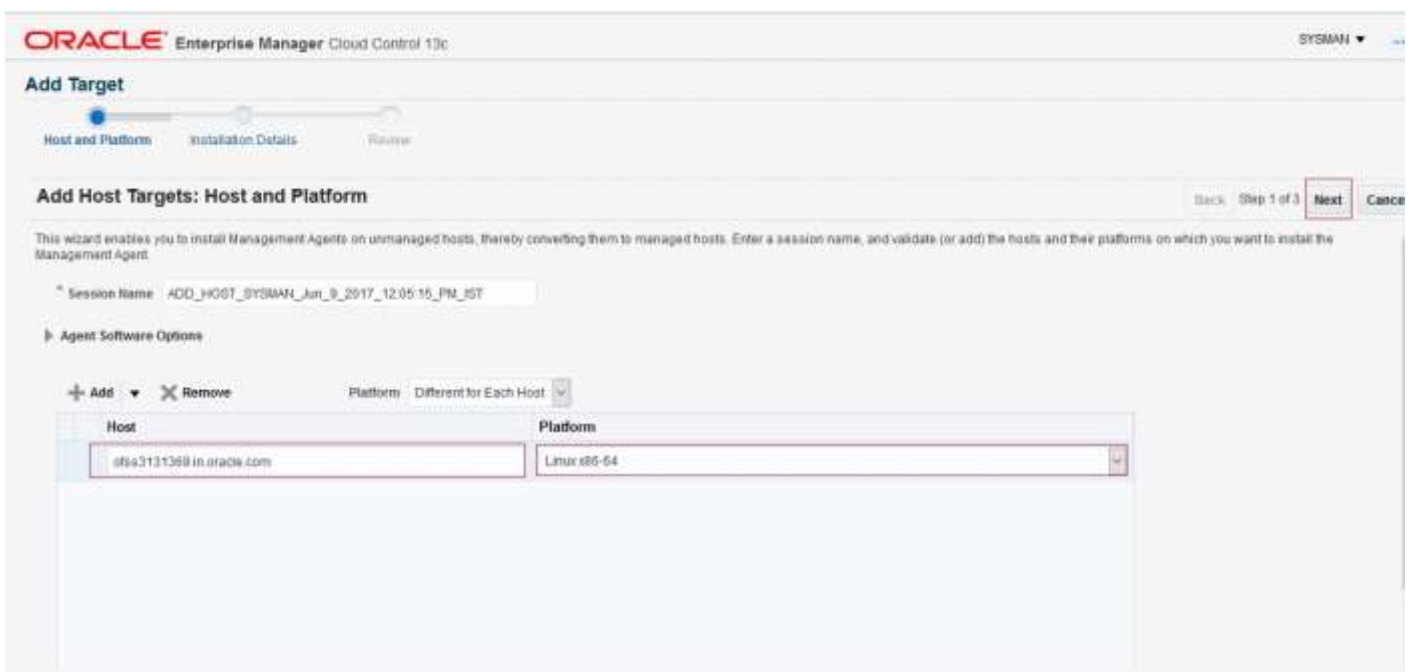 ORACLE Enterprise Manager Cloud Control 13c
SYSMAN
Add Target
Host and Platform
Installation Details
Review
Add Host Targets: Host and Platform
Back Step 1 of 3 Next Cance
This wizard enables you to install Management Agents on unmanaged hosts, thereby converting them to managed hosts. Enter a session name, and validate (or add) the hosts and their platforms on which you want to install the
Management Agent.
* Session Name ADD_HOST_SYSMAN_Jun_9_2017_12:05:15_PM_IST
Agent Software Options
Add Remove Platform Different for Each Host
Host Platform
Linux x86-64